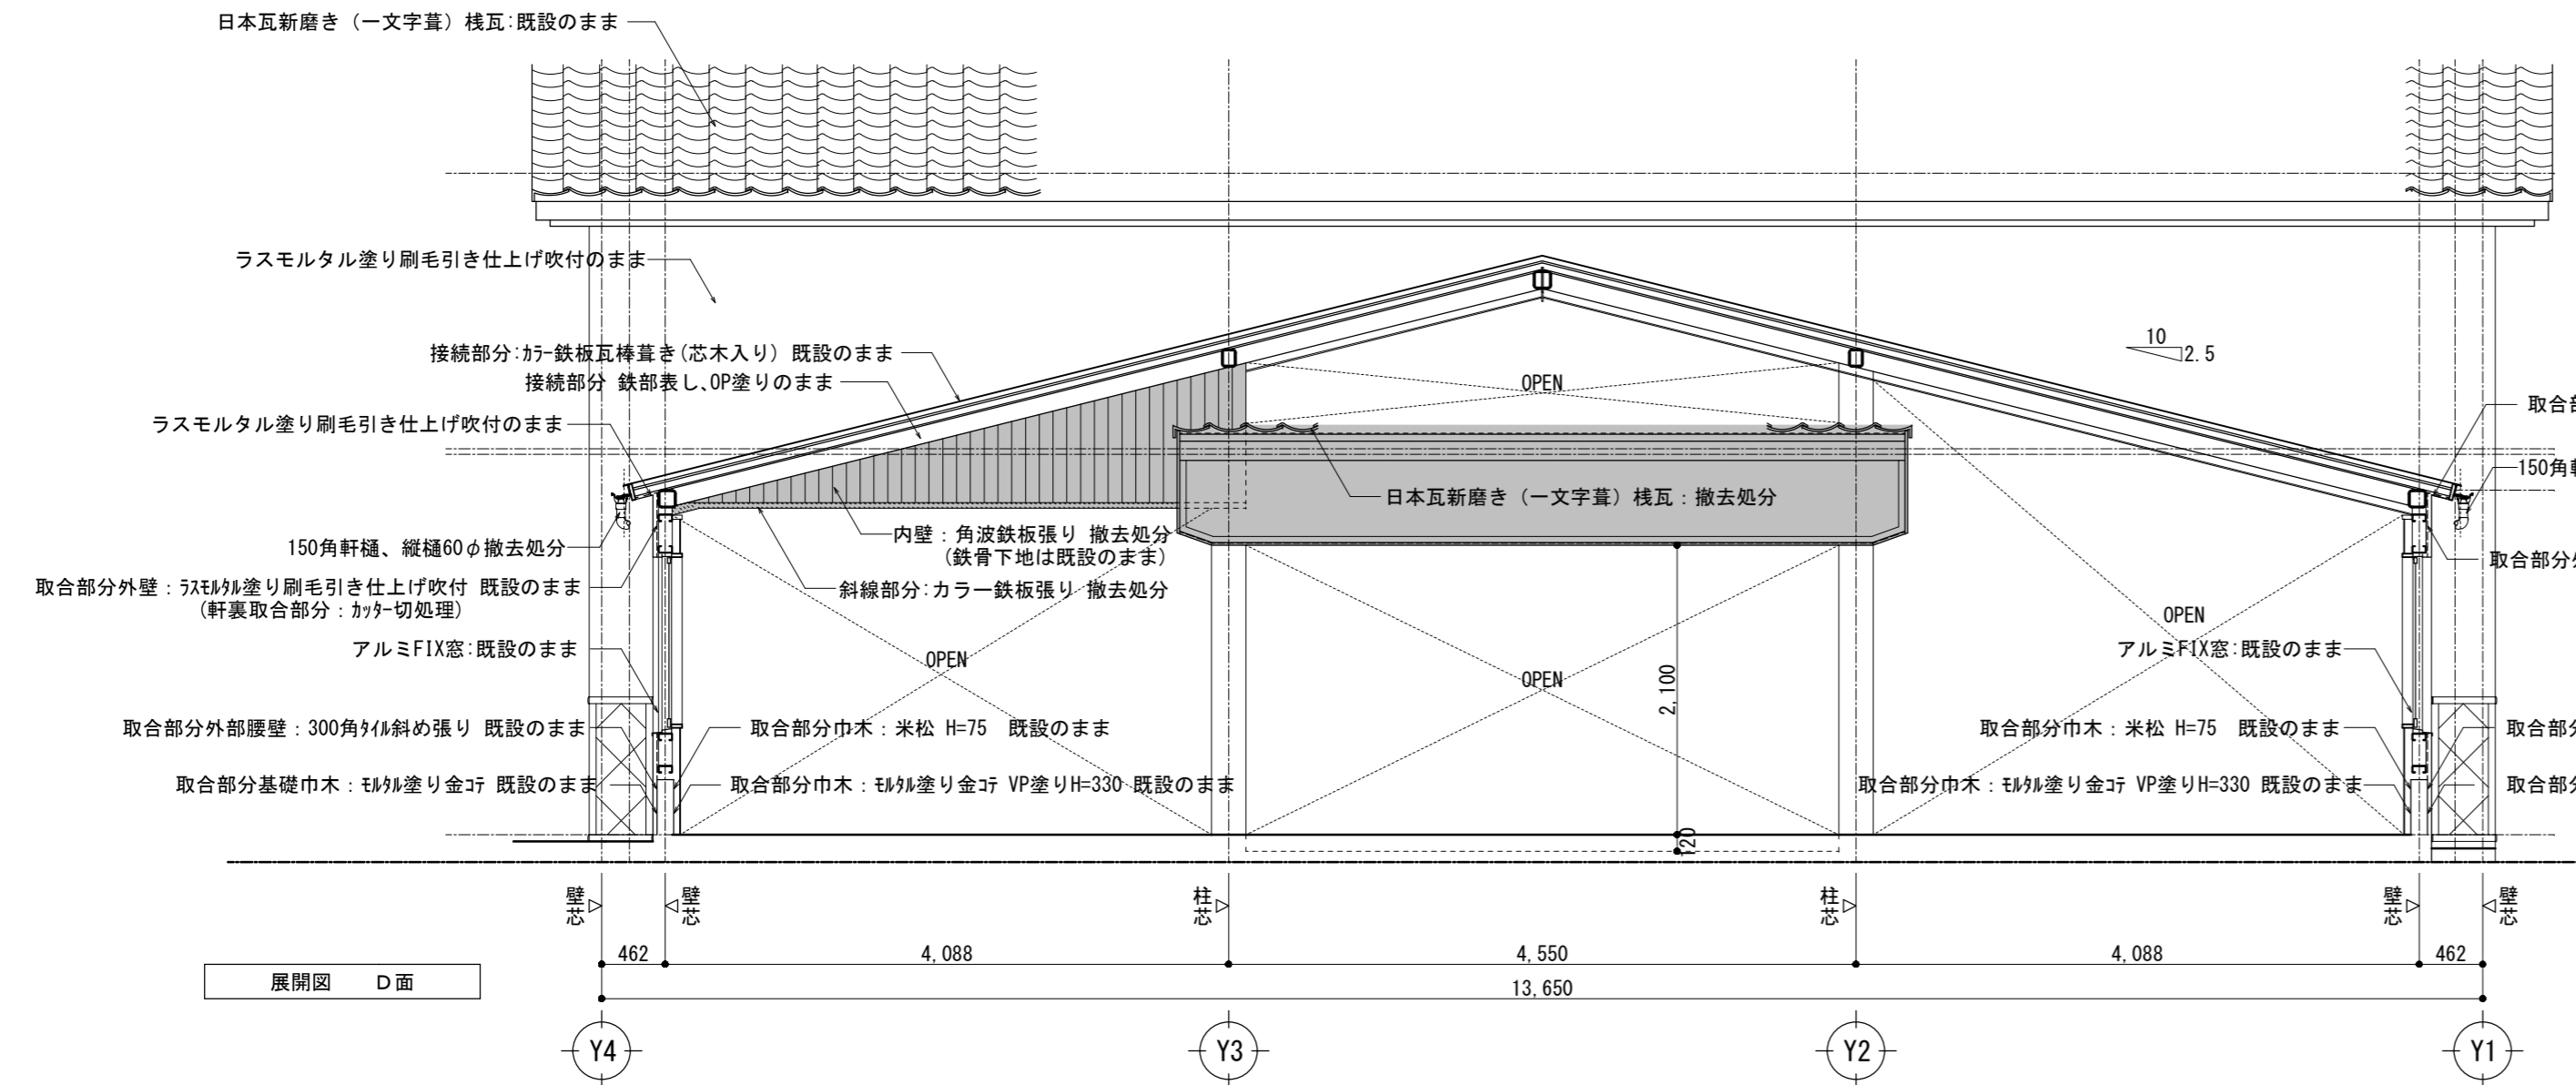 日本瓦新磨き（一文字葺）桟瓦:既設のまま
ラスモルタル塗り刷毛引き仕上げ吹付のまま
10
2.5
接続部分:ｶﾗｰ鉄板瓦棒葺き(芯木入り) 既設のまま
接続部分 鉄部表し、OP塗りのまま
OPEN
取合部
ラスモルタル塗り刷毛引き仕上げ吹付のまま
150角軒
日本瓦新磨き（一文字葺）桟瓦：撤去処分
内壁：角波鉄板張り 撤去処分
(鉄骨下地は既設のまま)
150角軒樋、縦樋60φ撤去処分
取合部分外
取合部分外壁：ﾗｽﾓﾙﾀﾙ塗り刷毛引き仕上げ吹付 既設のまま
(軒裏取合部分：ｶｯﾀｰ切処理)
斜線部分:カラー鉄板張り 撤去処分
OPEN
アルミFIX窓:既設のまま
OPEN
OPEN
2,100
アルミFIX窓:既設のまま
取合部分外部腰壁：300角ﾀｲﾙ斜め張り 既設のまま
取合部分巾木：米松 H=75 既設のまま
取合部分巾木：米松 H=75 既設のまま
取合部分
取合部分基礎巾木：ﾓﾙﾀﾙ塗り金ｺﾃ 既設のまま
取合部分巾木：ﾓﾙﾀﾙ塗り金ｺﾃ VP塗りH=330 既設のまま
取合部分巾木：ﾓﾙﾀﾙ塗り金ｺﾃ VP塗りH=330 既設のまま
取合部分
120
壁芯
壁芯
柱芯
柱芯
壁芯
壁芯
462
4,088
4,550
4,088
462
13,650
展開図 D面
Y4
Y3
Y2
Y1